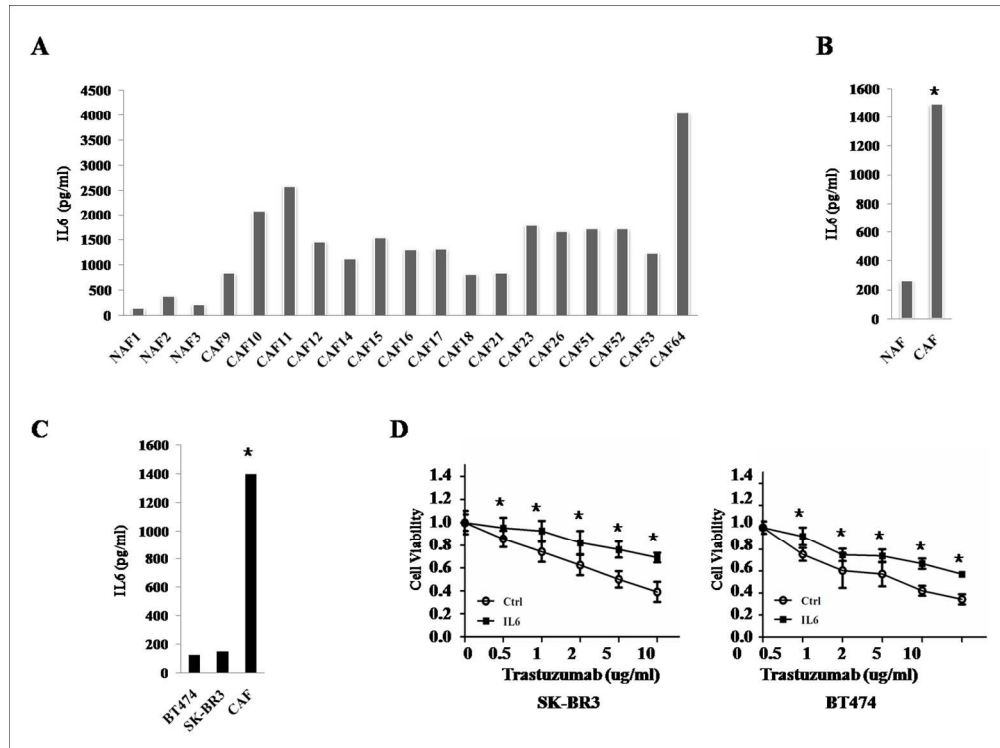 A
IL6 (pg/ml)
4500
4000
3500
3000
2500
2000
1500
1000
500
0
NAF1
NAF2
NAF3
CAF9
CAF10
CAF11
CAF12
CAF14
CAF15
CAF16
CAF17
CAF18
CAF21
CAF23
CAF26
CAF51
CAF52
CAF53
CAF64
B
IL6 (pg/ml)
1600
1400
1200
1000
800
600
400
200
0
*
NAF
CAF
C
IL6 (pg/ml)
1600
1400
1200
1000
800
600
400
200
0
*
BT474
SK-BR3
CAF
D
Cell Viability
1.4
1.2
1.0
0.8
0.6
0.4
0.2
0.0
* * * * *
Ctrl
IL6
0 0.5 1 2 5 10
Trastuzumab (ug/ml)
SK-BR3
Cell Viability
1.4
1.2
1.0
0.8
0.6
0.4
0.2
0.0
* * * * *
Ctrl
IL6
0 0.5 1 2 5 10
Trastuzumab (ug/ml)
BT474